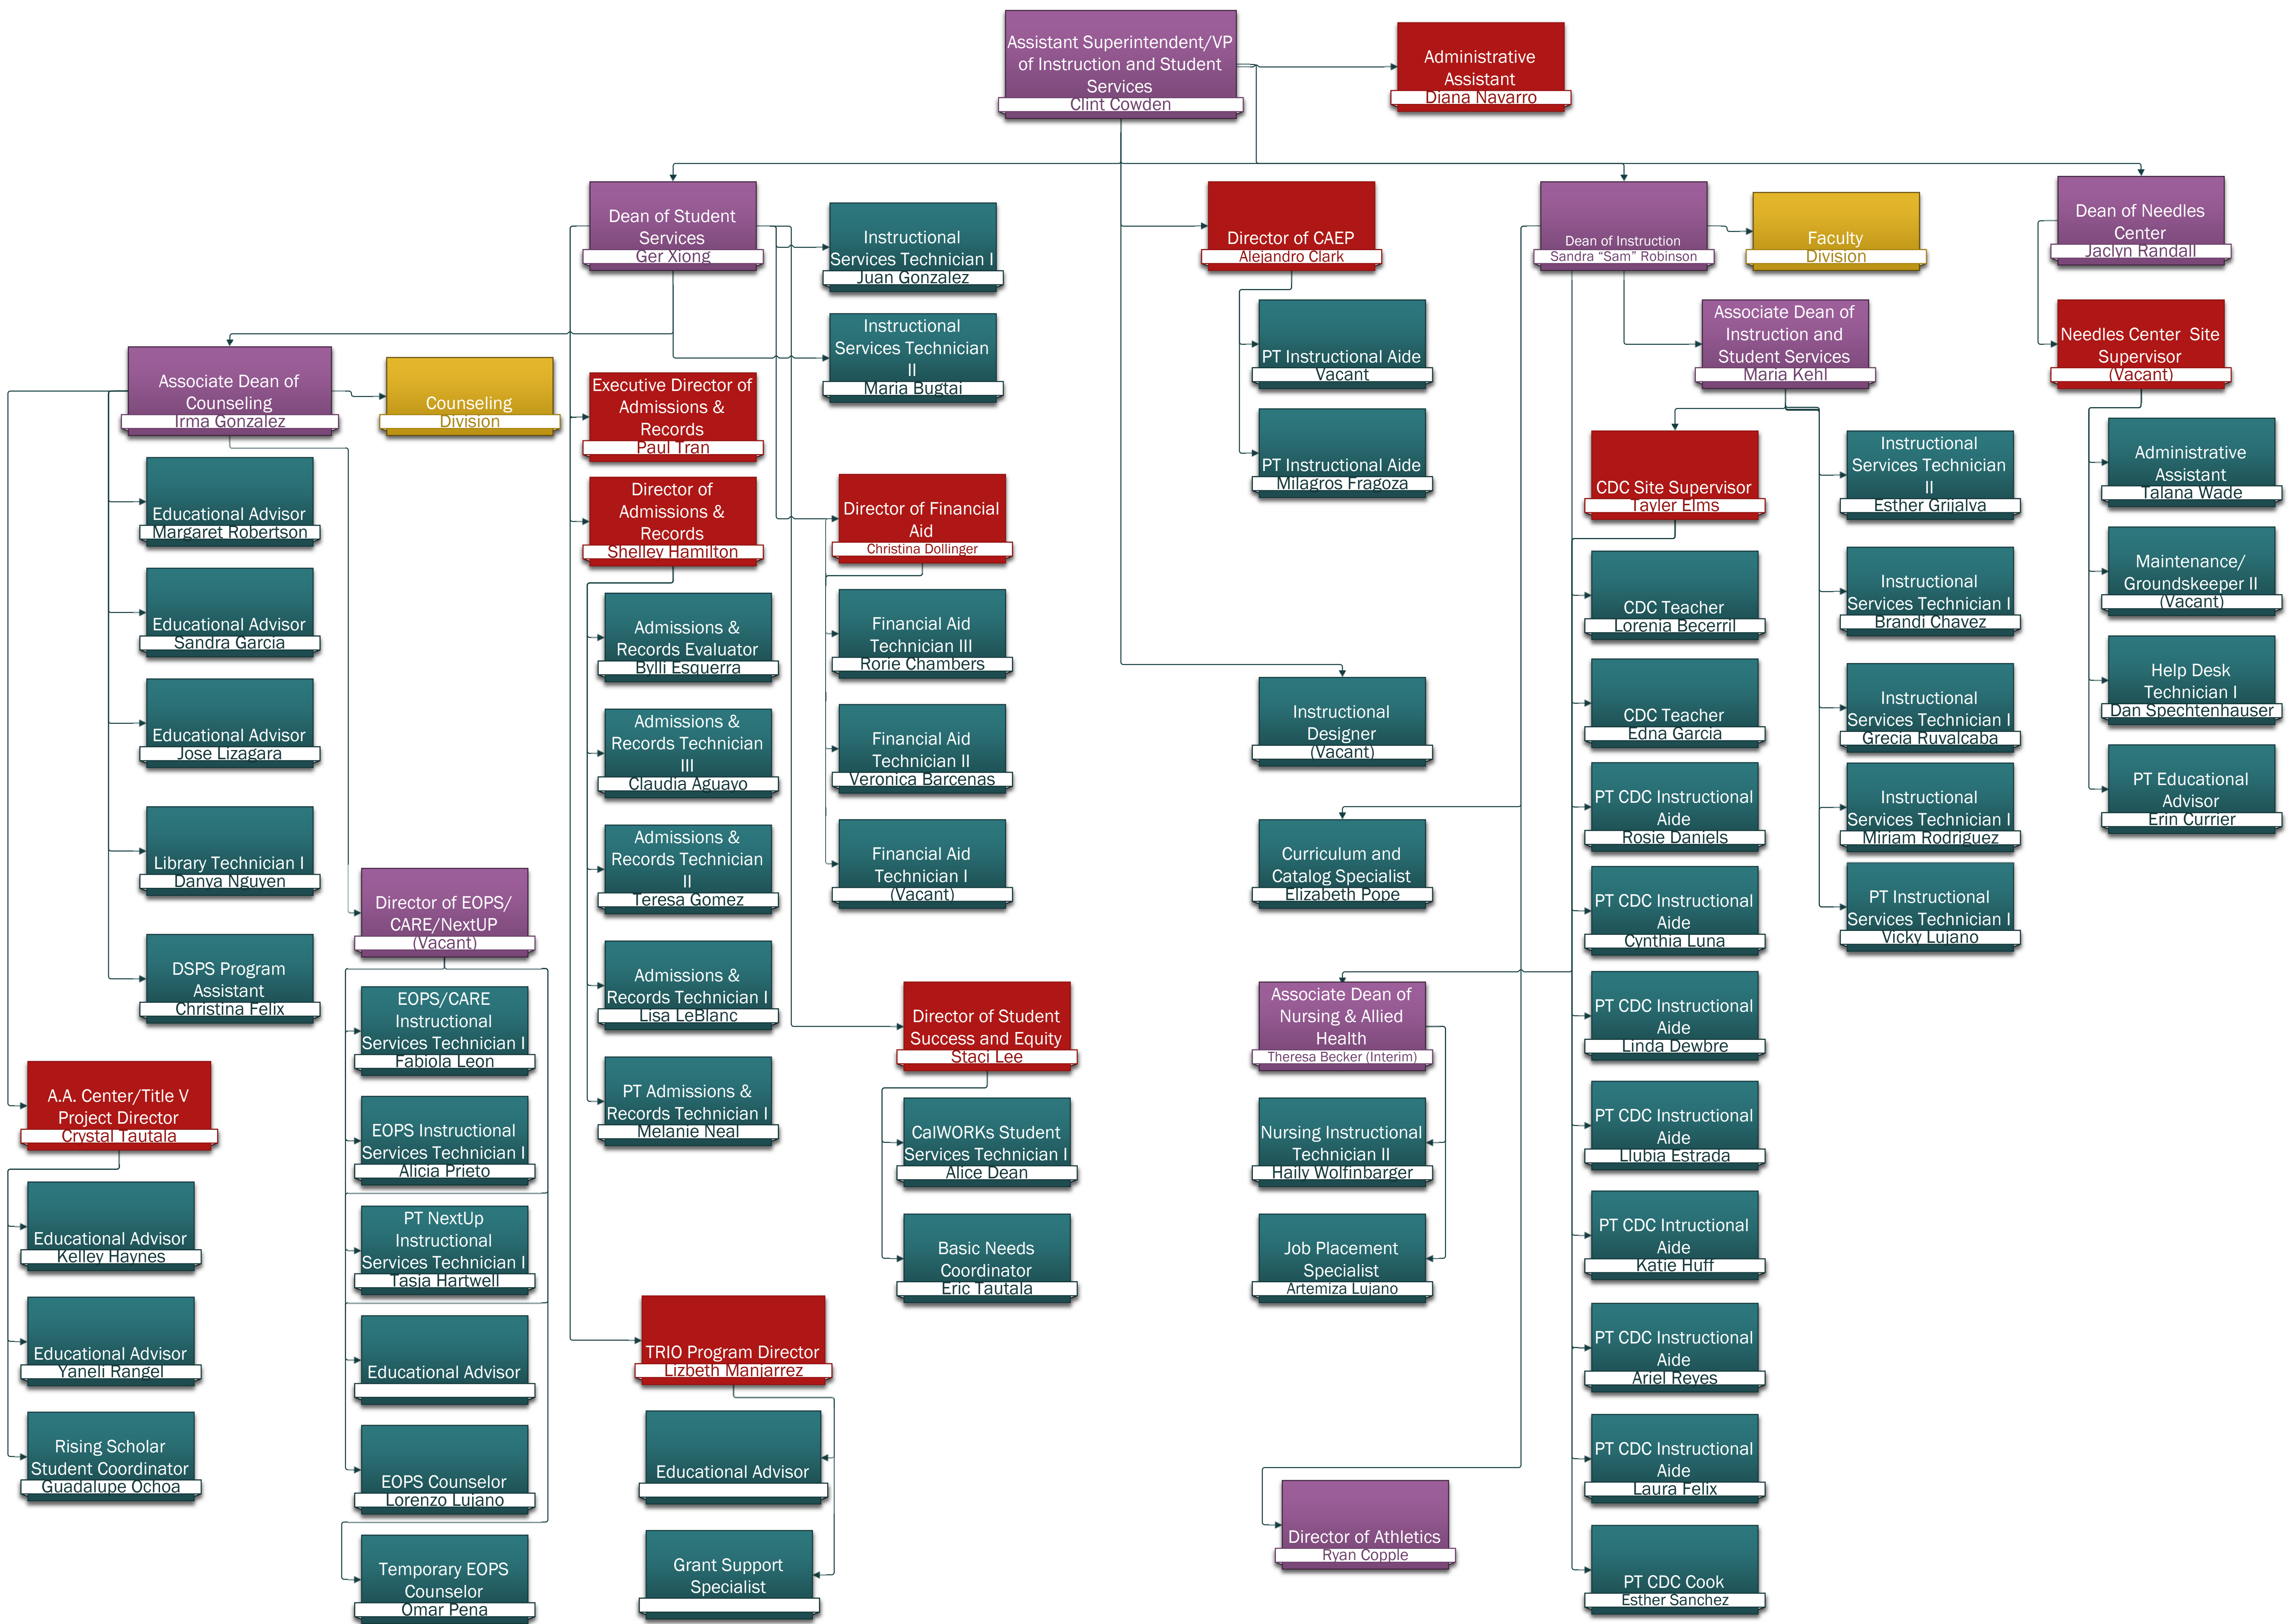 Assistant Superintendent/VP
of Instruction and Student
Services
Clint Cowden
Administrative
Assistant
Diana Navarro
Dean of Student
Services
Ger Xiong
Instructional
Services Technician I
Juan Gonzalez
Instructional
Services Technician
II
Maria Bugtai
Director of CAEP
Alejandro Clark
PT Instructional Aide
Vacant
PT Instructional Aide
Milagros Fragoza
Dean of Instruction
Sandra “Sam” Robinson
Faculty
Division
Dean of Needles
Center
Jaclyn Randall
Associate Dean of
Instruction and
Student Services
Maria Kehl
Needles Center  Site
Supervisor
(Vacant)
Associate Dean of
Counseling
Irma Gonzalez
Counseling
Division
Educational Advisor
Margaret Robertson
Educational Advisor
Sandra Garcia
Educational Advisor
Jose Lizagara
Library Technician I
Danya Nguyen
DSPS Program
Assistant
Christina Felix
A.A. Center/Title V
Project Director
Crystal Tautala
Educational Advisor
Kelley Haynes
Educational Advisor
Yaneli Rangel
Rising Scholar
Student Coordinator
Guadalupe Ochoa
Director of EOPS/
CARE/NextUP
(Vacant)
EOPS/CARE
Instructional
Services Technician I
Fabiola Leon
EOPS Instructional
Services Technician I
Alicia Prieto
PT NextUp
Instructional
Services Technician I
Tasja Hartwell
Educational Advisor
EOPS Counselor
Lorenzo Lujano
Temporary EOPS
Counselor
Omar Pena
Executive Director of
Admissions &
Records
Paul Tran
Director of
Admissions &
Records
Shelley Hamilton
Admissions &
Records Evaluator
Bylli Esquerra
Admissions &
Records Technician
III
Claudia Aguayo
Admissions &
Records Technician
II
Teresa Gomez
Admissions &
Records Technician I
Lisa LeBlanc
PT Admissions &
Records Technician I
Melanie Neal
TRIO Program Director
Lizbeth Manjarrez
Educational Advisor
Grant Support
Specialist
Director of Financial
Aid
Christina Dollinger
Financial Aid
Technician III
Rorie Chambers
Financial Aid
Technician II
Veronica Barcenas
Financial Aid
Technician I
(Vacant)
Director of Student
Success and Equity
Staci Lee
CalWORKs Student
Services Technician I
Alice Dean
Basic Needs
Coordinator
Eric Tautala
Instructional
Designer
(Vacant)
Curriculum and
Catalog Specialist
Elizabeth Pope
Associate Dean of
Nursing & Allied
Health
Theresa Becker (Interim)
Nursing Instructional
Technician II
Haily Wolfinbarger
Job Placement
Specialist
Artemiza Lujano
Director of Athletics
Ryan Copple
CDC Site Supervisor
Tayler Elms
CDC Teacher
Lorenia Becerril
CDC Teacher
Edna Garcia
PT CDC Instructional
Aide
Rosie Daniels
PT CDC Instructional
Aide
Cynthia Luna
PT CDC Instructional
Aide
Linda Dewbre
PT CDC Instructional
Aide
Llubia Estrada
PT CDC Intructional
Aide
Katie Huff
PT CDC Instructional
Aide
Ariel Reyes
PT CDC Instructional
Aide
Laura Felix
PT CDC Cook
Esther Sanchez
Instructional
Services Technician
II
Esther Grijalva
Instructional
Services Technician I
Brandi Chavez
Instructional
Services Technician I
Grecia Ruvalcaba
Instructional
Services Technician I
Miriam Rodriguez
PT Instructional
Services Technician I
Vicky Lujano
Administrative
Assistant
Talana Wade
Maintenance/
Groundskeeper II
(Vacant)
Help Desk
Technician I
Dan Spechtenhauser
PT Educational
Advisor
Erin Currier